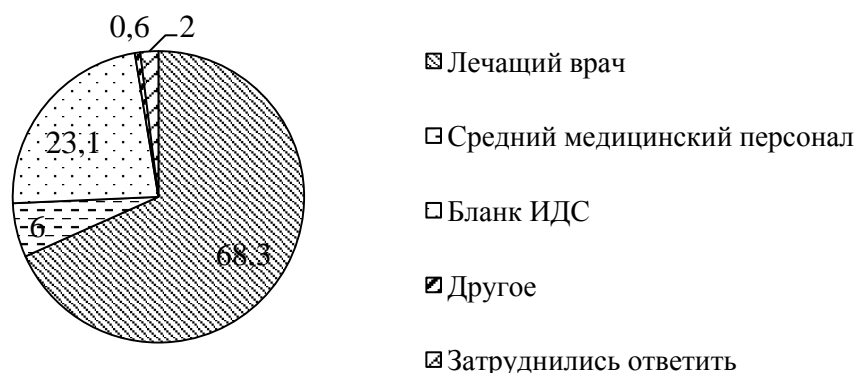 0,6
2
23,1
6
68,3
Лечащий врач
Средний медицинский персонал
Бланк ИДС
Другое
Затруднились ответить